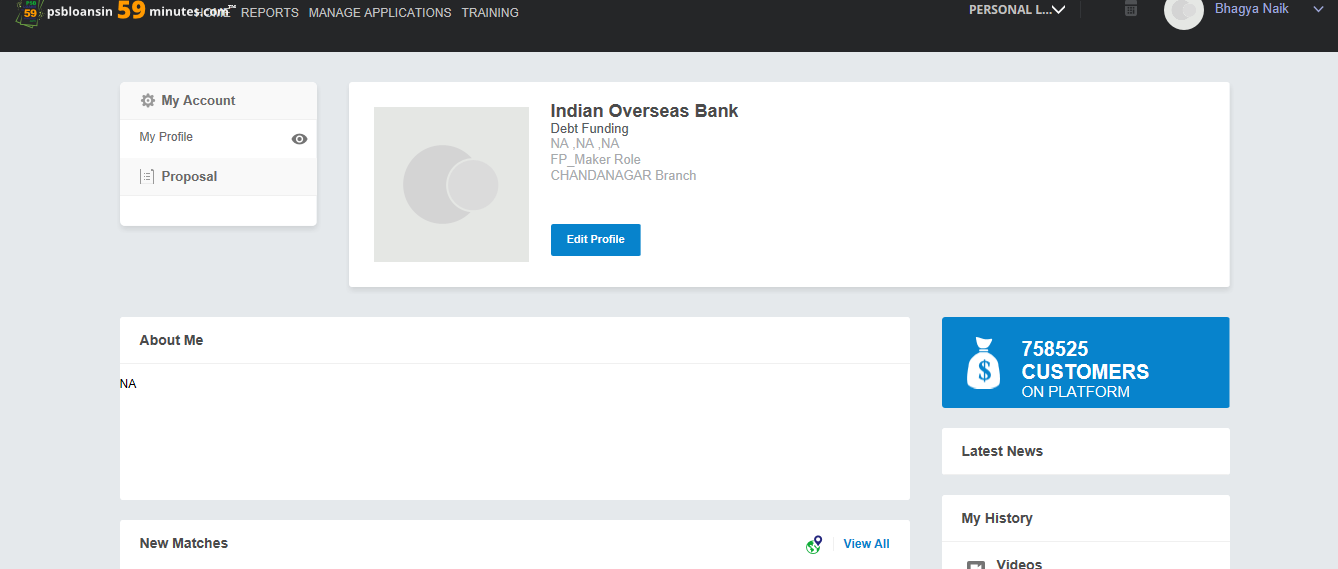 PSB
59
psbloansin 59 minutes.com™
HOME REPORTS MANAGE APPLICATIONS TRAINING
PERSONAL L...
Bhagya Naik
My Account
My Profile
Proposal
Indian Overseas Bank
Debt Funding
NA ,NA ,NA
FP_Maker Role
CHANDANAGAR Branch
Edit Profile
About Me
NA
758525
CUSTOMERS
ON PLATFORM
Latest News
My History
Videos
New Matches
View All